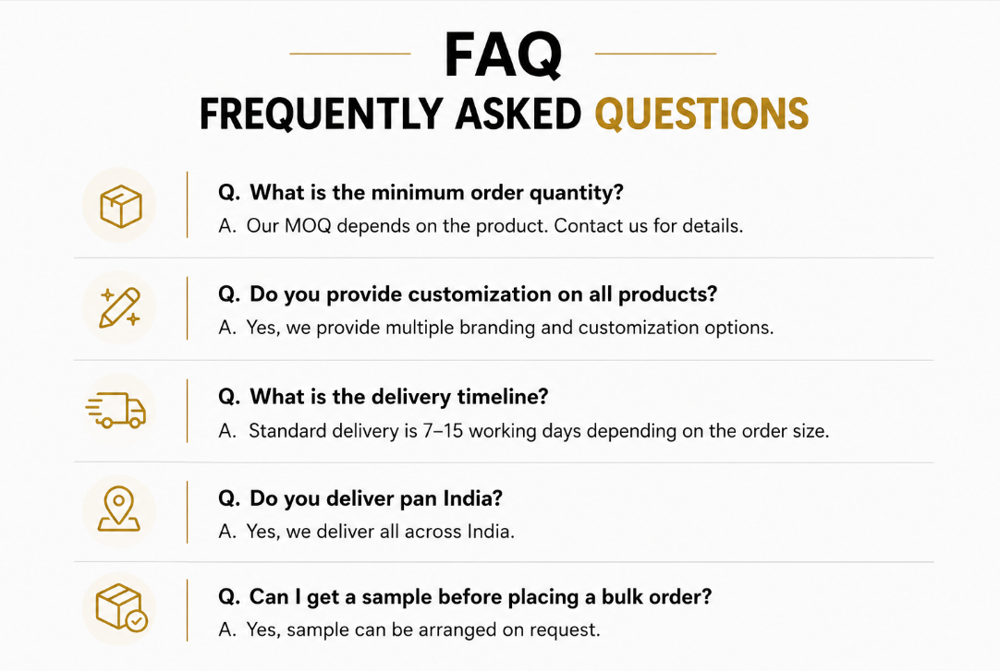 FAQ
FREQUENTLY ASKED QUESTIONS
Q. What is the minimum order quantity?
A. Our MOQ depends on the product. Contact us for details.
Q. Do you provide customization on all products?
A. Yes, we provide multiple branding and customization options.
Q. What is the delivery timeline?
A. Standard delivery is 7–15 working days depending on the order size.
Q. Do you deliver pan India?
A. Yes, we deliver all across India.
Q. Can I get a sample before placing a bulk order?
A. Yes, sample can be arranged on request.